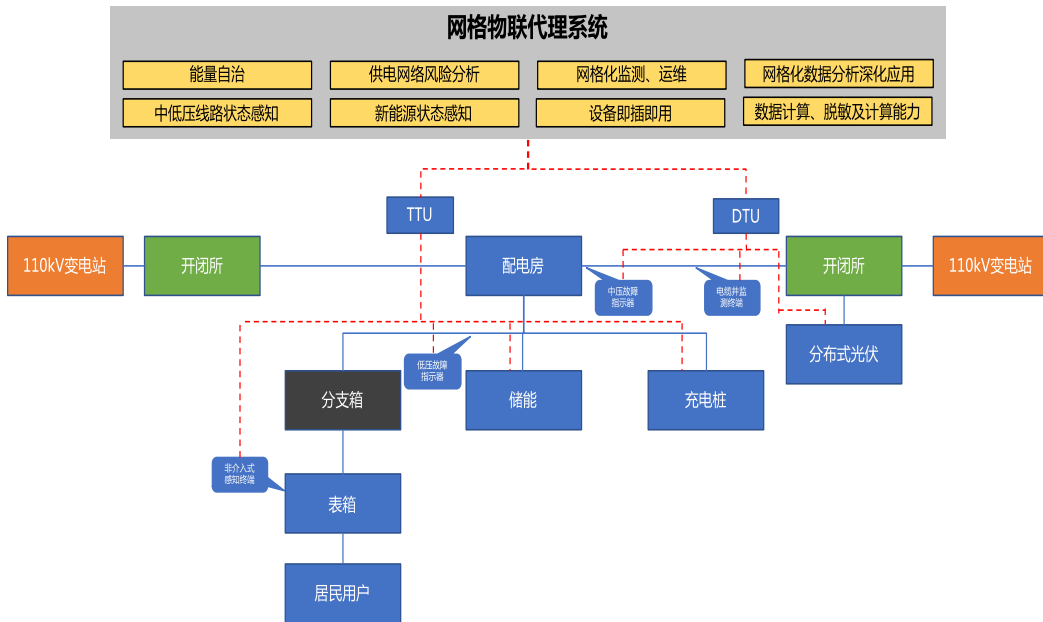 网格物联代理系统
能量自治
供电网络风险分析
网格化监测、运维
网格化数据分析深化应用
中低压线路状态感知
新能源状态感知
设备即插即用
数据计算、脱敏及计算能力
TTU
DTU
110kV变电站
开闭所
配电房
开闭所
110kV变电站
中压故障
指示器
电缆井监
测终端
分布式光伏
低压故障
指示器
分支箱
储能
充电桩
非介入式
感知终端
表箱
居民用户